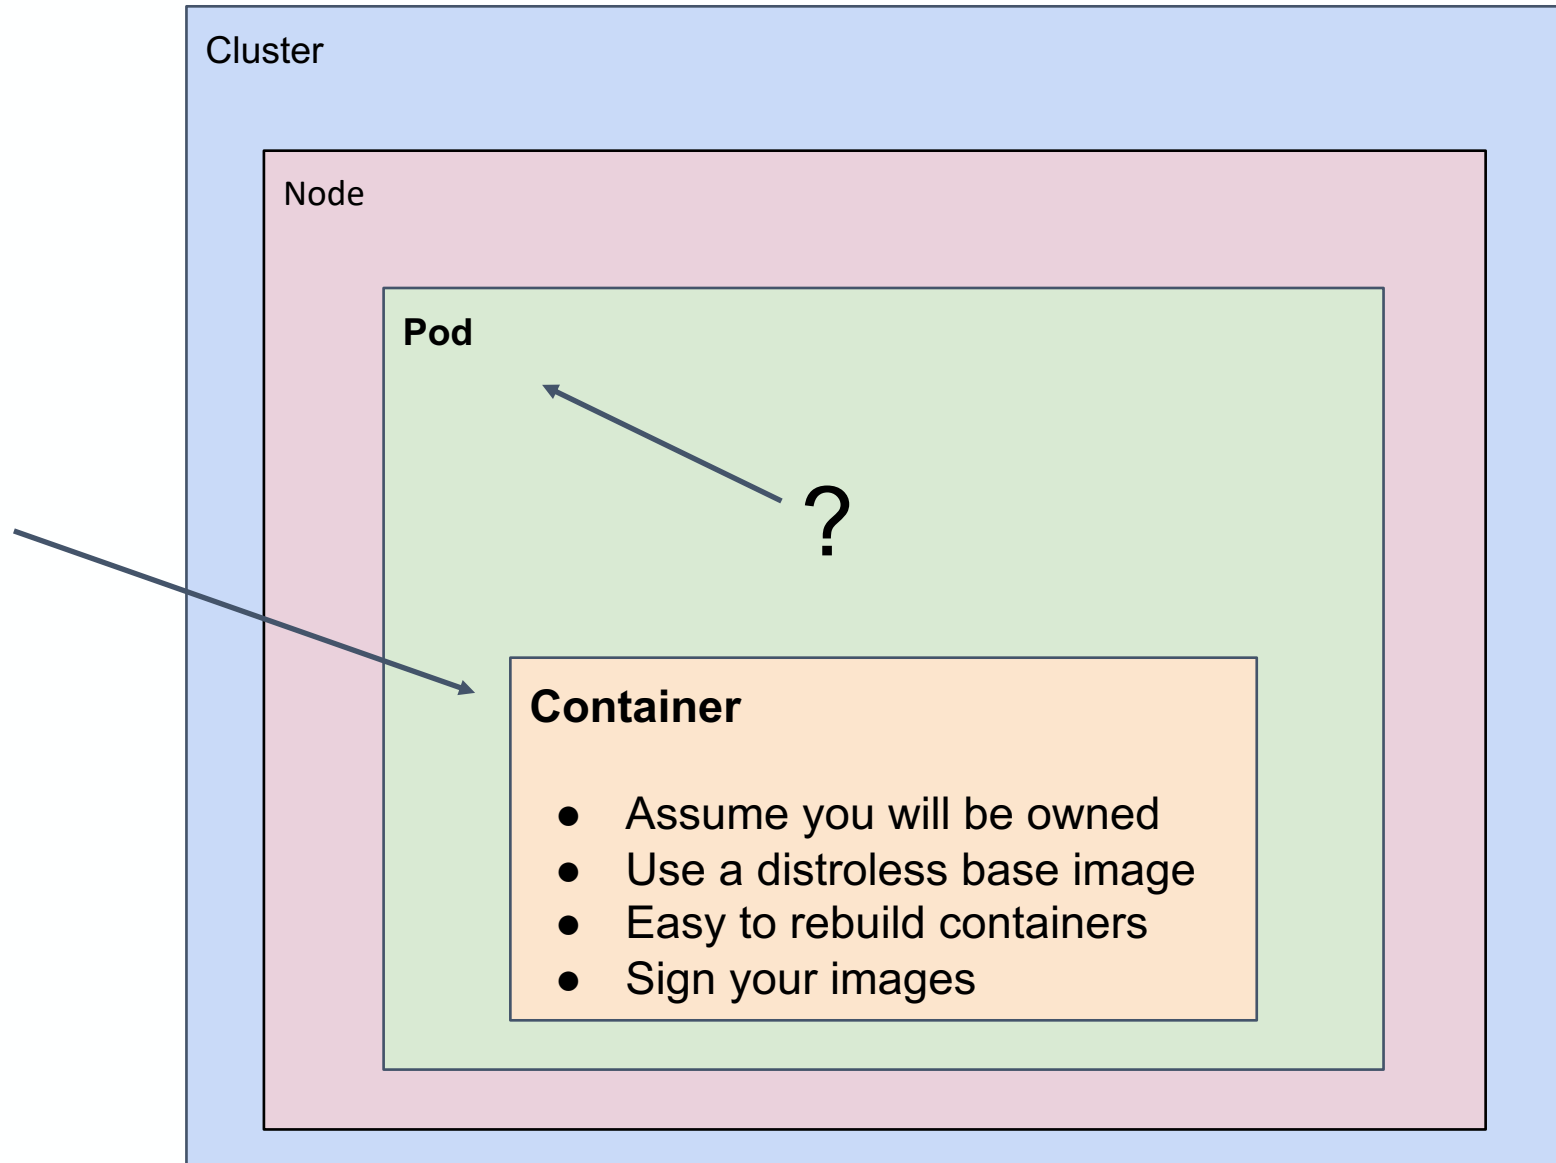 Cluster
Node
Pod
?
Container
● Assume you will be owned
● Use a distroless base image
● Easy to rebuild containers
● Sign your images